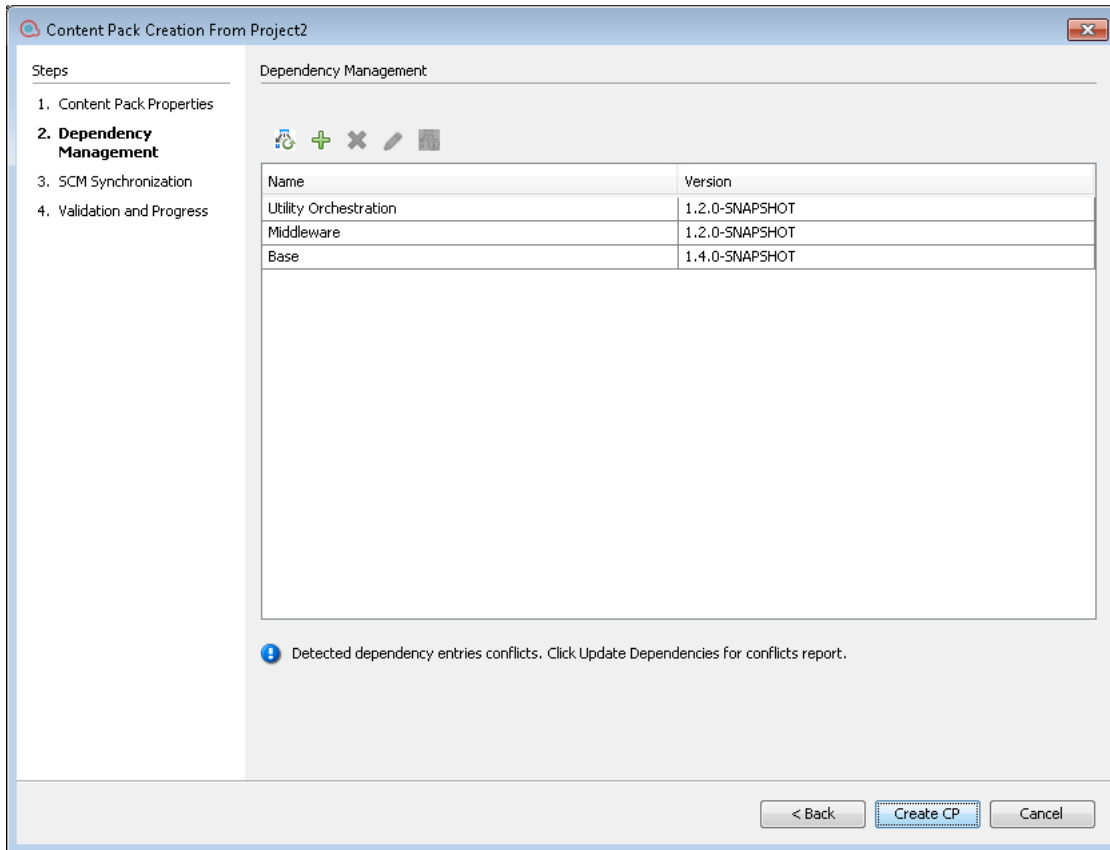 Content Pack Creation From Project2
Steps
1. Content Pack Properties
2. Dependency
Management
3. SCM Synchronization
4. Validation and Progress
Dependency Management
Name Version
Utility Orchestration 1.2.0-SNAPSHOT
Middleware 1.2.0-SNAPSHOT
Base 1.4.0-SNAPSHOT
Detected dependency entries conflicts. Click Update Dependencies for conflicts report.
< Back Create CP Cancel